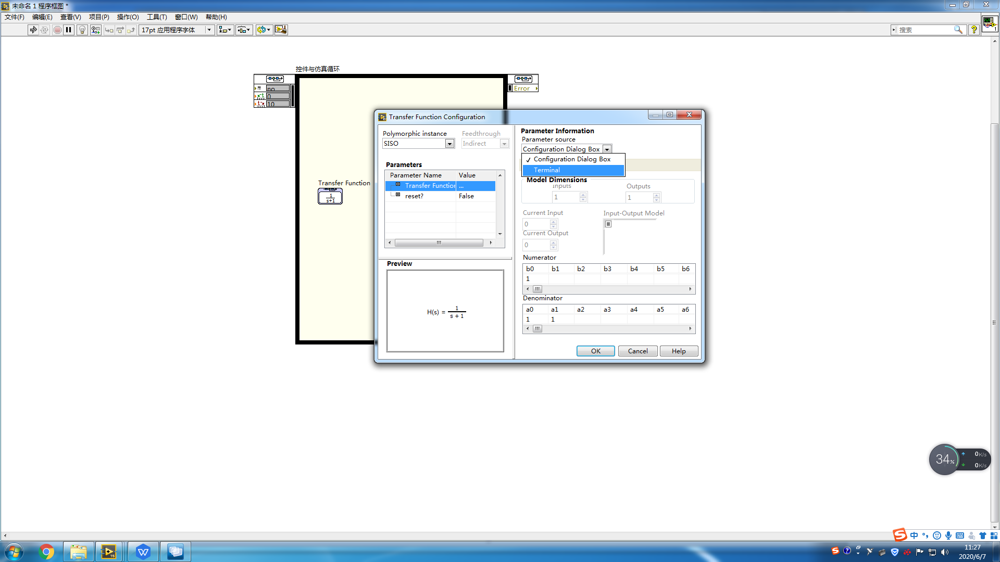 未命名 1 程序框图 *
文件(F) 编辑(E) 查看(V) 项目(P) 操作(O) 工具(T) 窗口(W) 帮助(H)
17pt 应用程序字体
搜索
控件与仿真循环
no
0
10
Error
Transfer Function
1
s+1
Transfer Function Configuration
Polymorphic instance
Feedthrough
SISO
Indirect
Parameters
Parameter Name Value
Transfer Function ...
reset? False
Preview
H(s) = 1
s + 1
Parameter Information
Parameter source
Configuration Dialog Box
Configuration Dialog Box
Terminal
Model Dimensions
Inputs
Outputs
1
1
Current Input
Input-Output Model
0
Current Output
0
Numerator
b0 b1 b2 b3 b4 b5 b6
1
Denominator
a0 a1 a2 a3 a4 a5 a6
1 1
OK Cancel Help
34%
0K/s
0K/s
中
11:27
2020/6/7